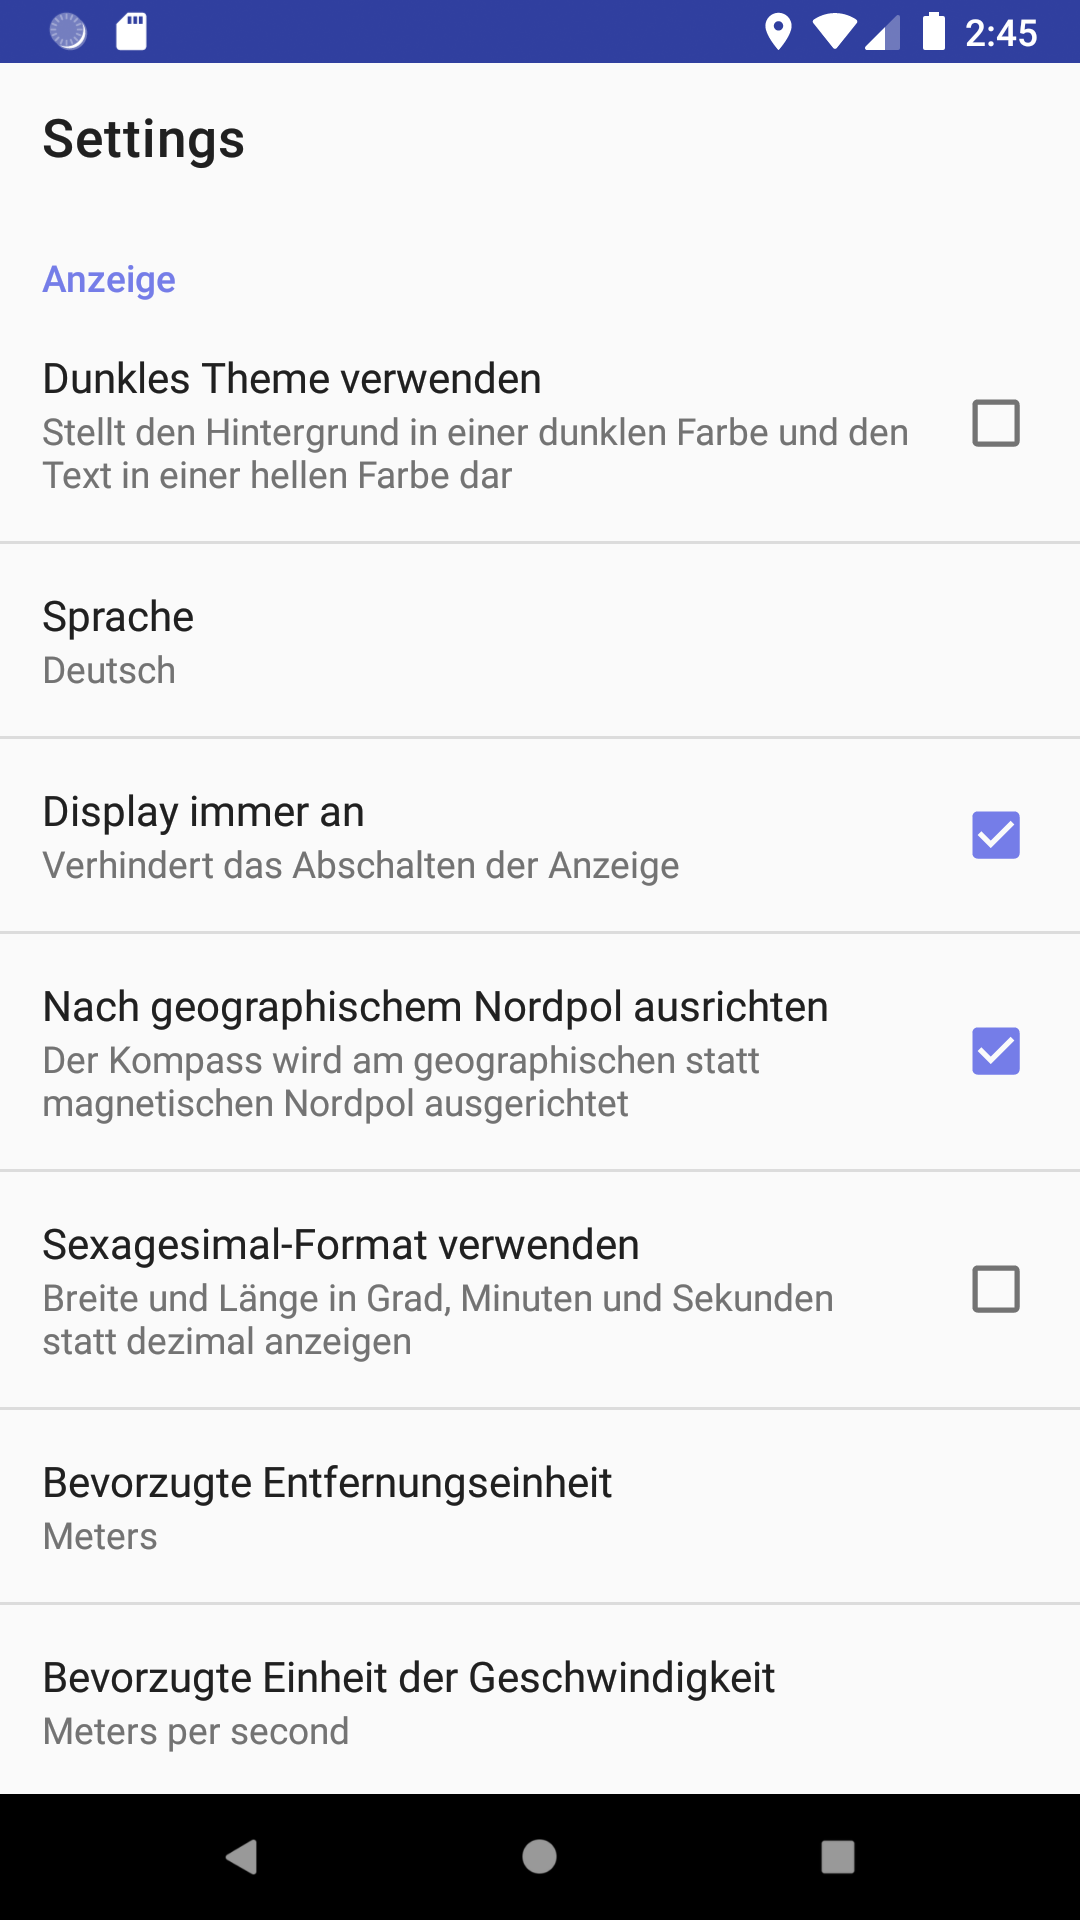 2:45
Settings
Anzeige
Dunkles Theme verwenden
Stellt den Hintergrund in einer dunklen Farbe und den
Text in einer hellen Farbe dar
Sprache
Deutsch
Display immer an
Verhindert das Abschalten der Anzeige
Nach geographischem Nordpol ausrichten
Der Kompass wird am geographischen statt
magnetischen Nordpol ausgerichtet
Sexagesimal-Format verwenden
Breite und Länge in Grad, Minuten und Sekunden
statt dezimal anzeigen
Bevorzugte Entfernungseinheit
Meters
Bevorzugte Einheit der Geschwindigkeit
Meters per second